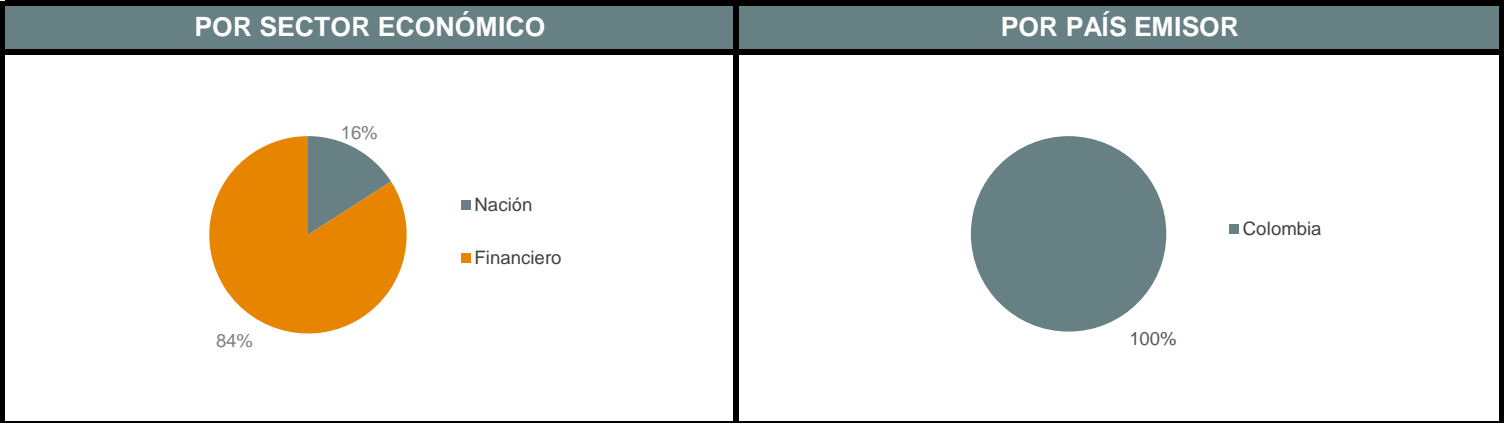 POR SECTOR ECONÓMICO
16%
Nación
Financiero
84%
POR PAÍS EMISOR
Colombia
100%